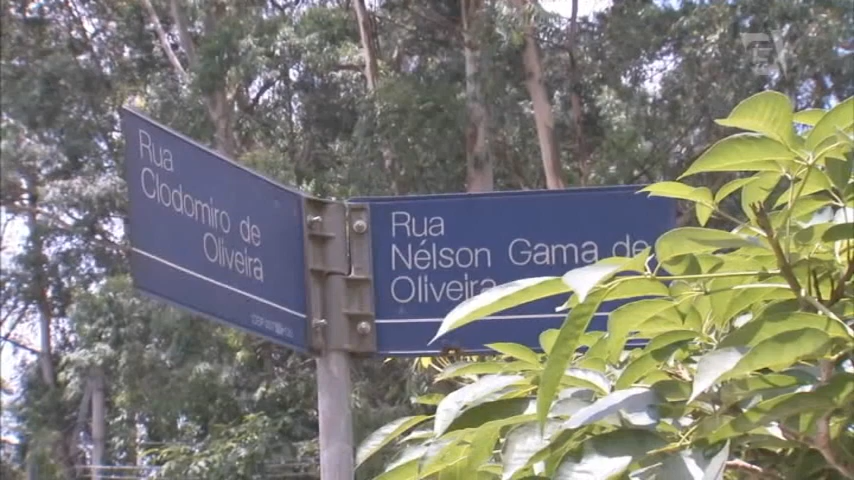 Rua
Clodomiro de
Oliveira
Rua
Nélson Gama de
Oliveira